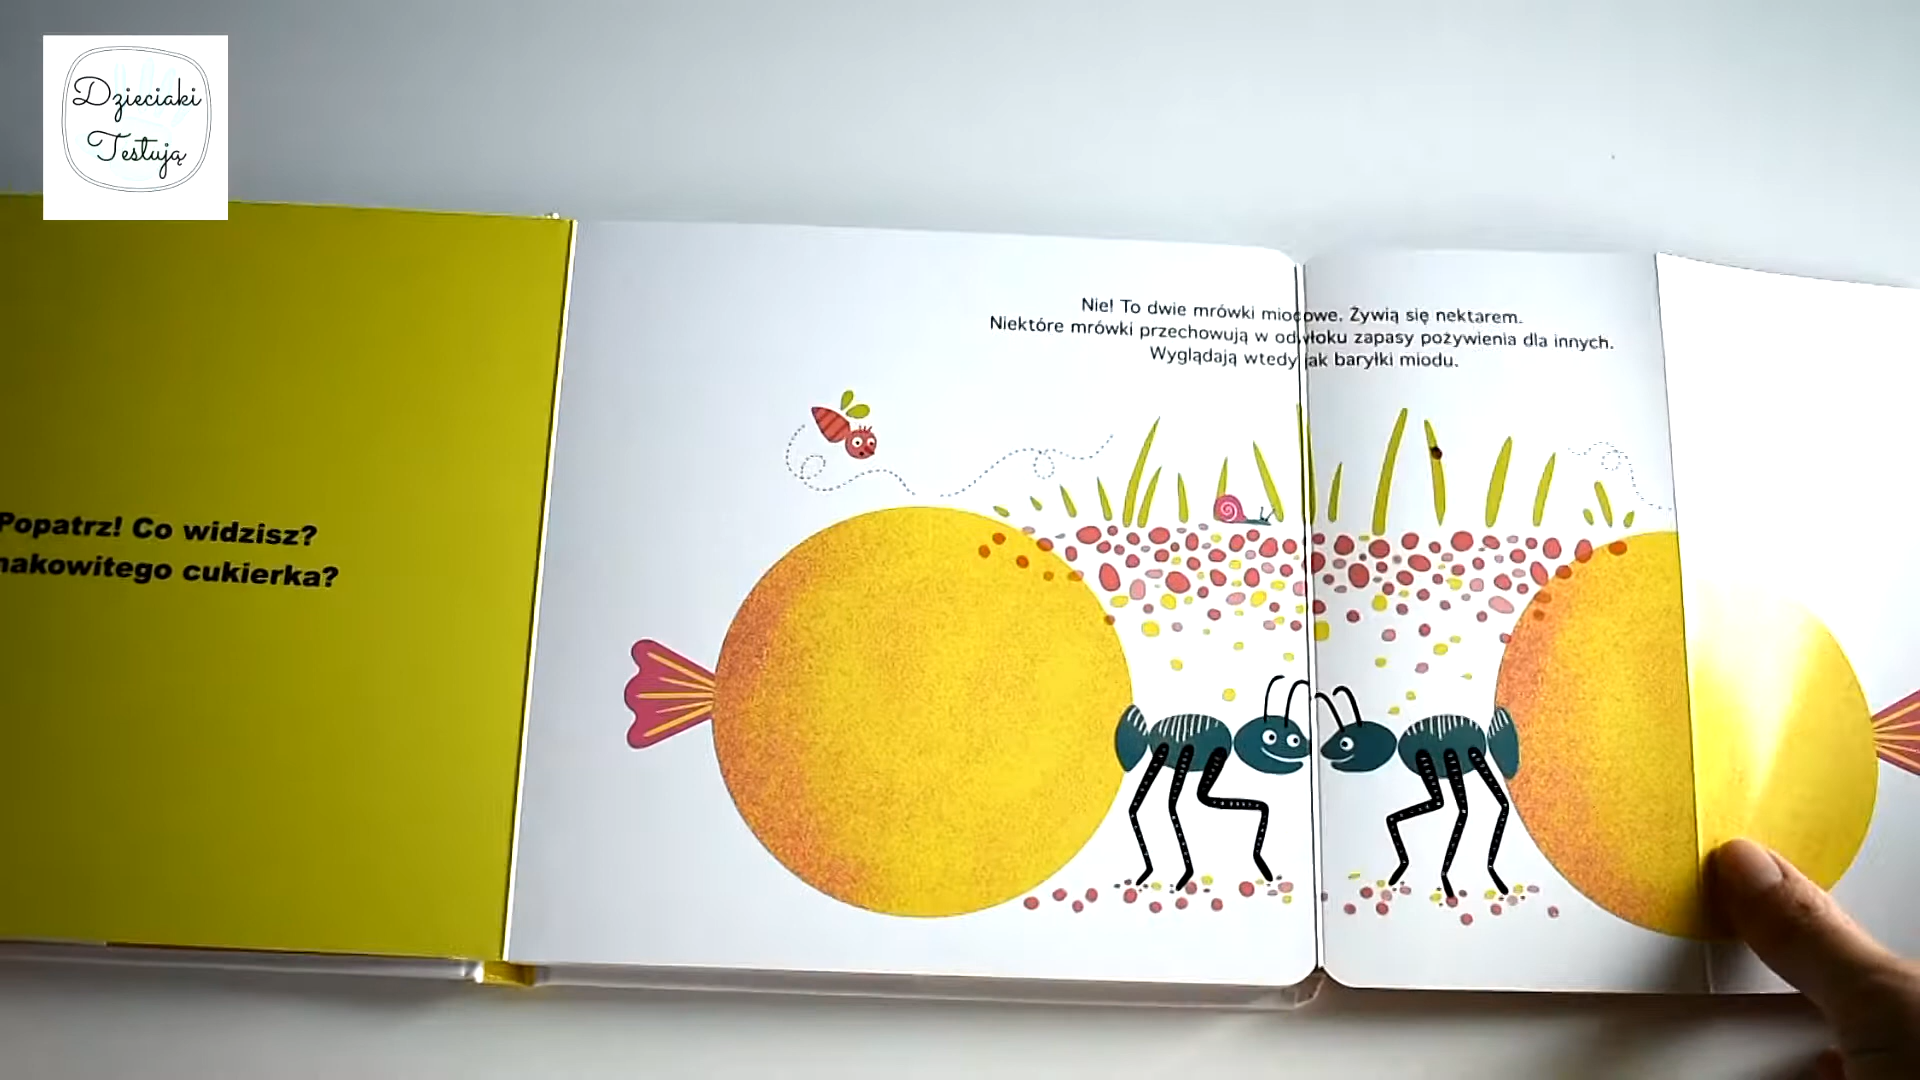 Dzieciaki
Testują
Popatrz! Co widzisz?
cukierka?
Nie! To dwie mrówki miodowe. Żywią się nektarem.
Niektóre mrówki przechowują w odwłoku zapasy pożywienia dla innych.
Wyglądają wtedy jak baryłki miodu.